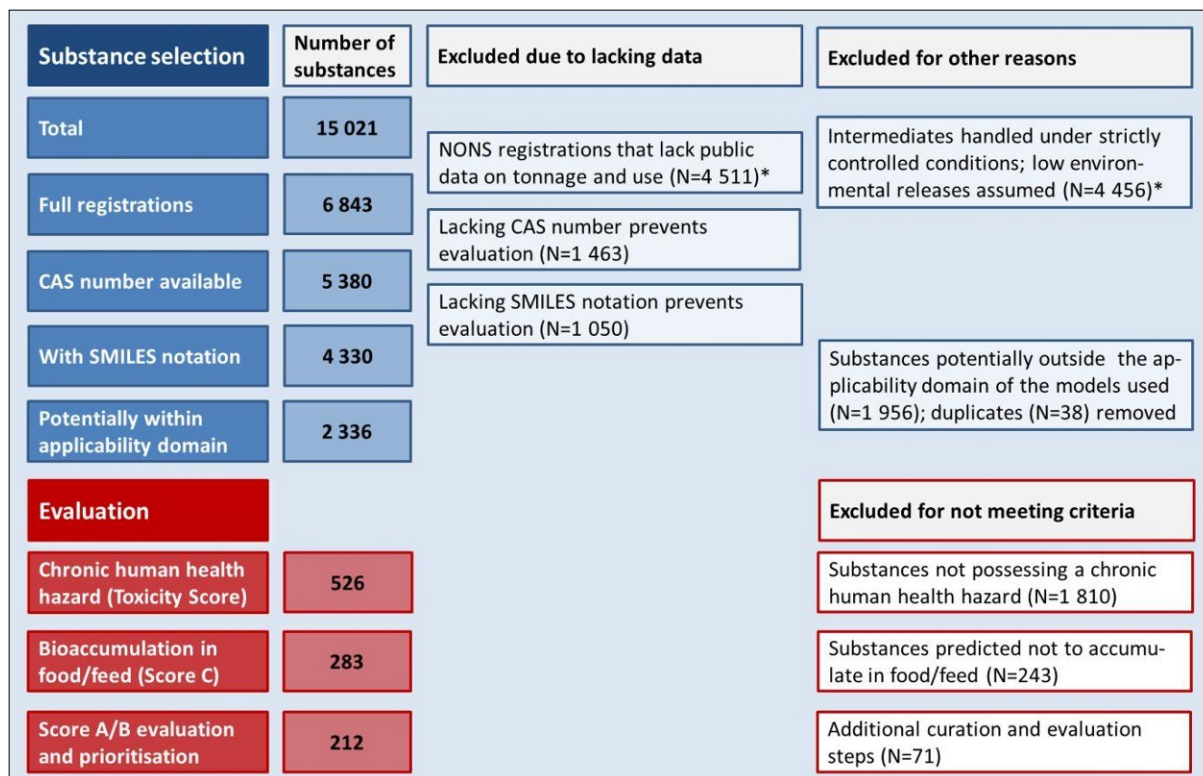 Substance selection
Number of
substances
Excluded due to lacking data
Excluded for other reasons
Total
15 021
NONS registrations that lack public
data on tonnage and use (N=4 511)*
Intermediates handled under strictly
controlled conditions; low environ-
mental releases assumed (N=4 456)*
Full registrations
6 843
Lacking CAS number prevents
evaluation (N=1 463)
CAS number available
5 380
Lacking SMILES notation prevents
evaluation (N=1 050)
With SMILES notation
4 330
Substances potentially outside  the ap-
plicability domain of the models used
(N=1 956); duplicates (N=38) removed
Potentially within
applicability domain
2 336
Evaluation
Excluded for not meeting criteria
Chronic human health
hazard (Toxicity Score)
526
Substances not possessing a chronic
human health hazard (N=1 810)
Bioaccumulation in
food/feed (Score C)
283
Substances predicted not to accumu-
late in food/feed (N=243)
Score A/B evaluation
and prioritisation
212
Additional curation and evaluation
steps (N=71)